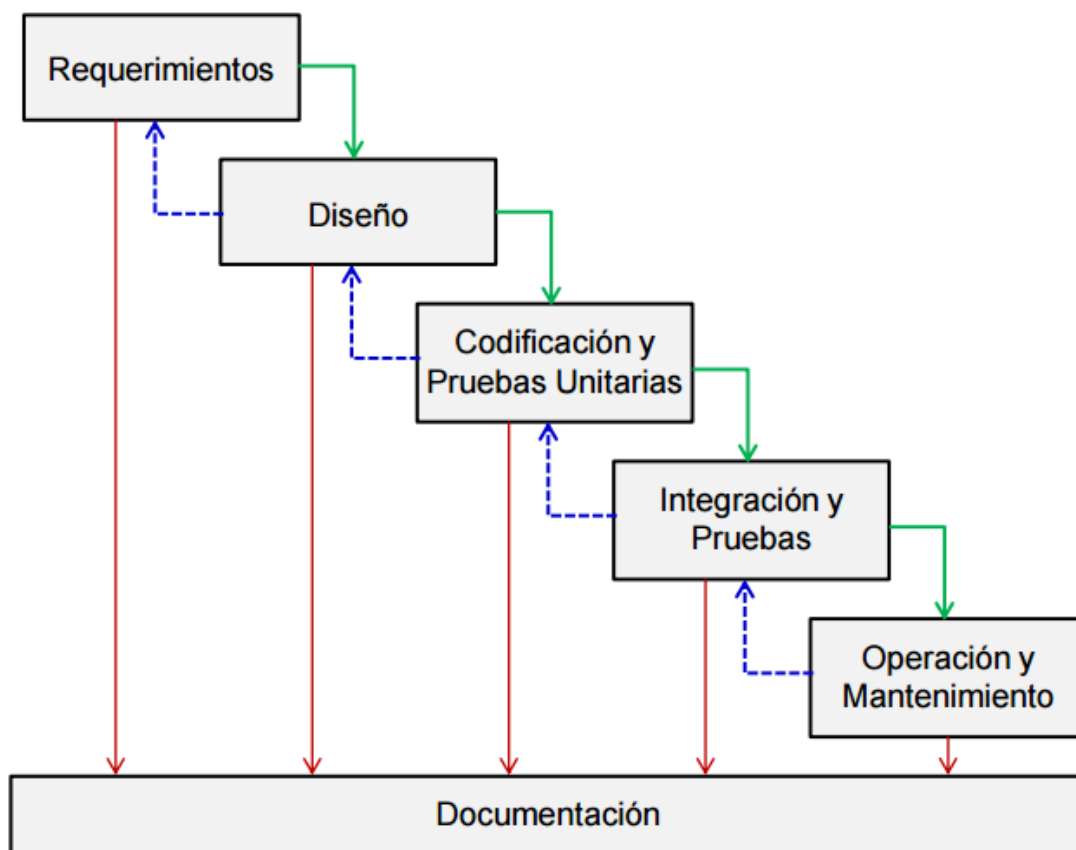 Requerimientos
Diseño
Codificación y
Pruebas Unitarias
Integración y
Pruebas
Operación y
Mantenimiento
Documentación